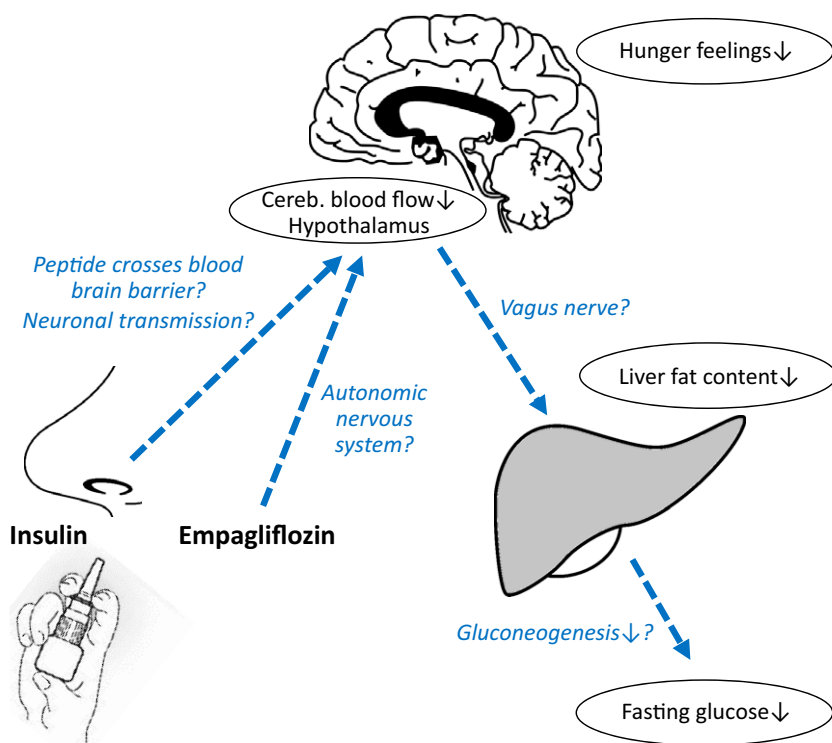 Hunger feelings↓
Cereb. blood flow↓
Hypothalamus
Peptide crosses blood
brain barrier?
Neuronal transmission?
Vagus nerve?
Autonomic
nervous
system?
Liver fat content↓
Insulin
Empagliflozin
Gluconeogenesis↓?
Fasting glucose↓